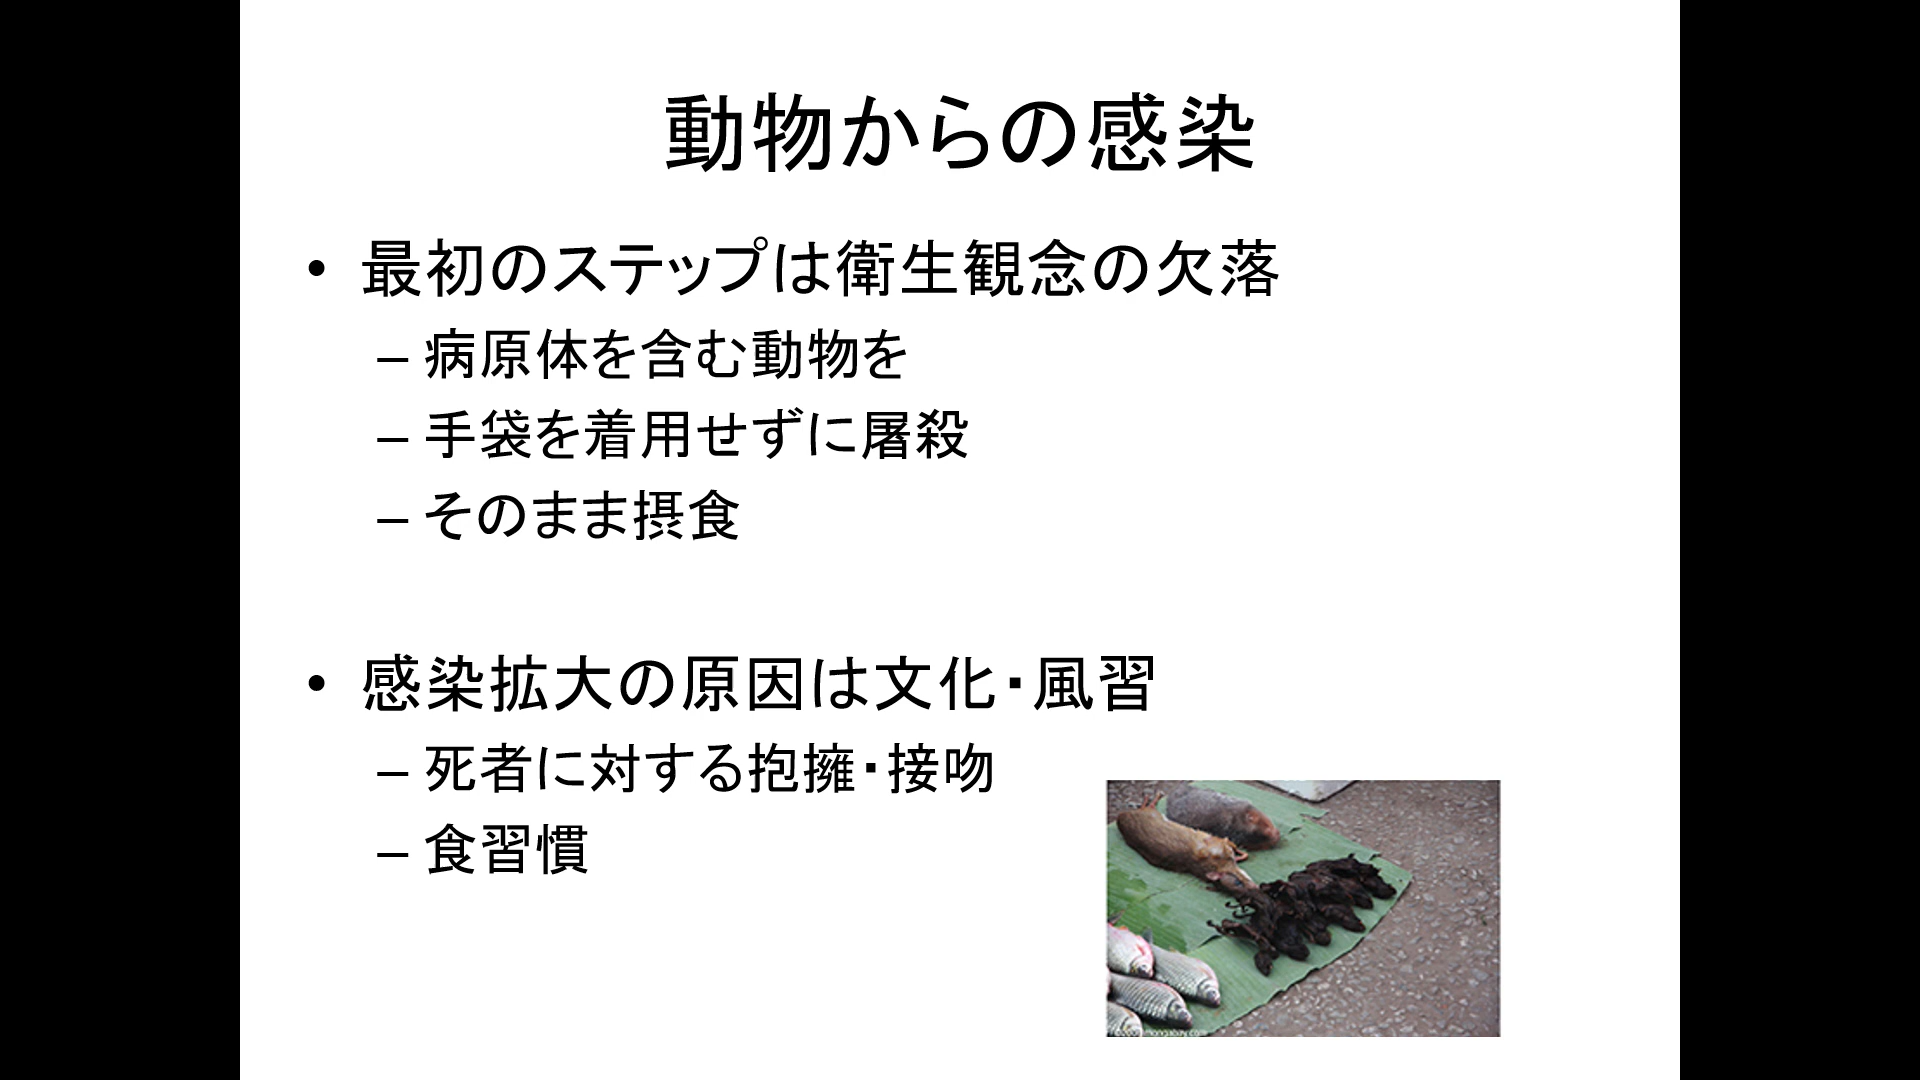 動物からの感染
• 最初のステップは衛生観念の欠落
– 病原体を含む動物を
– 手袋を着用せずに屠殺
– そのまま摂食
• 感染拡大の原因は文化・風習
– 死者に対する抱擁・接吻
– 食習慣